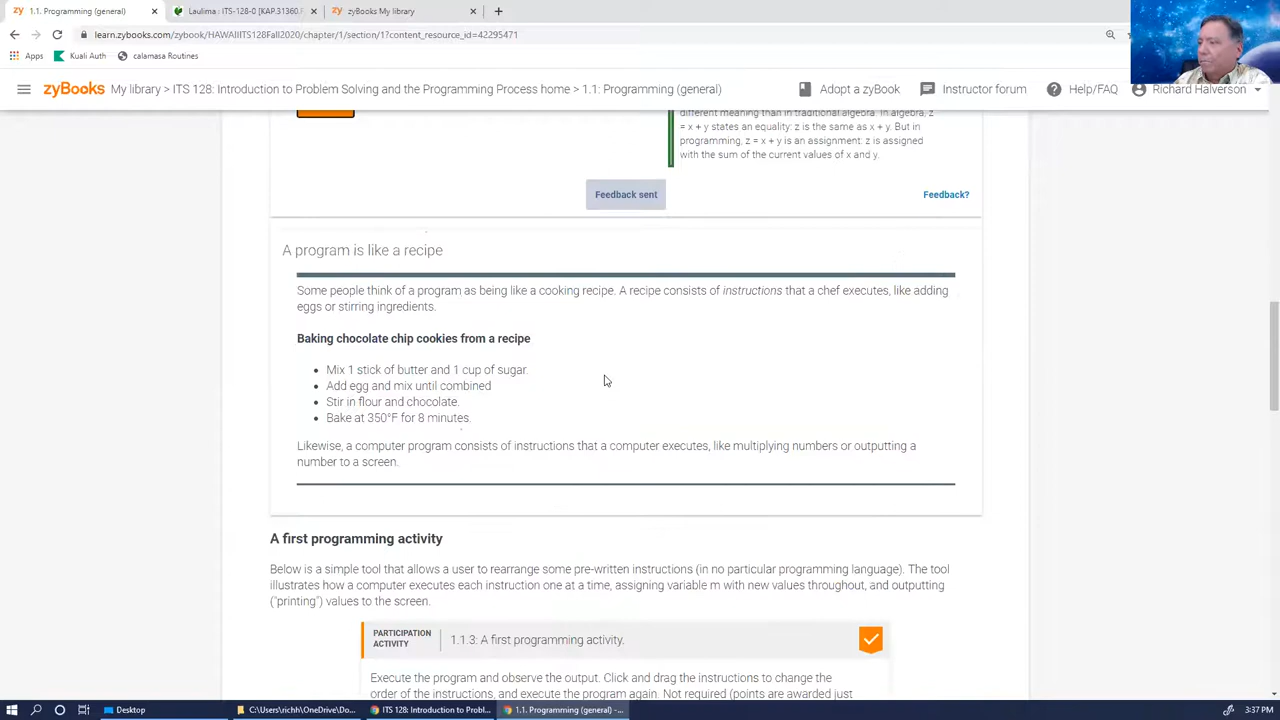 1.1. Programming (general)
Laulima : ITS-128-0 [KAP.31360.F
zyBooks My library
learn.zybooks.com/zybook/HAWAIIITS128Fall2020/chapter/1/section/1?content_resource_id=42295471
Apps
Kuali Auth
calamasa Routines
zyBooks My library > ITS 128: Introduction to Problem Solving and the Programming Process home > 1.1: Programming (general)
Adopt a zyBook
Instructor forum
Help/FAQ
Richard Halverson
different meaning than in traditional algebra. In algebra, z
= x + y states an equality: z is the same as x + y. But in
programming, z = x + y is an assignment: z is assigned
with the sum of the current values of x and y.
Feedback sent
Feedback?
A program is like a recipe
Some people think of a program as being like a cooking recipe. A recipe consists of instructions that a chef executes, like adding
eggs or stirring ingredients.
Baking chocolate chip cookies from a recipe
• Mix 1 stick of butter and 1 cup of sugar.
• Add egg and mix until combined
• Stir in flour and chocolate.
• Bake at 350°F for 8 minutes.
Likewise, a computer program consists of instructions that a computer executes, like multiplying numbers or outputting a
number to a screen.
A first programming activity
Below is a simple tool that allows a user to rearrange some pre-written instructions (in no particular programming language). The tool
illustrates how a computer executes each instruction one at a time, assigning variable m with new values throughout, and outputting
("printing") values to the screen.
PARTICIPATION
ACTIVITY
1.1.3: A first programming activity.
Execute the program and observe the output. Click and drag the instructions to change the
order of the instructions, and execute the program again. Not required (points are awarded just
Desktop
C:\Users\richh\OneDrive\Do...
ITS 128: Introduction to Probl...
1.1. Programming (general) -...
3:37 PM